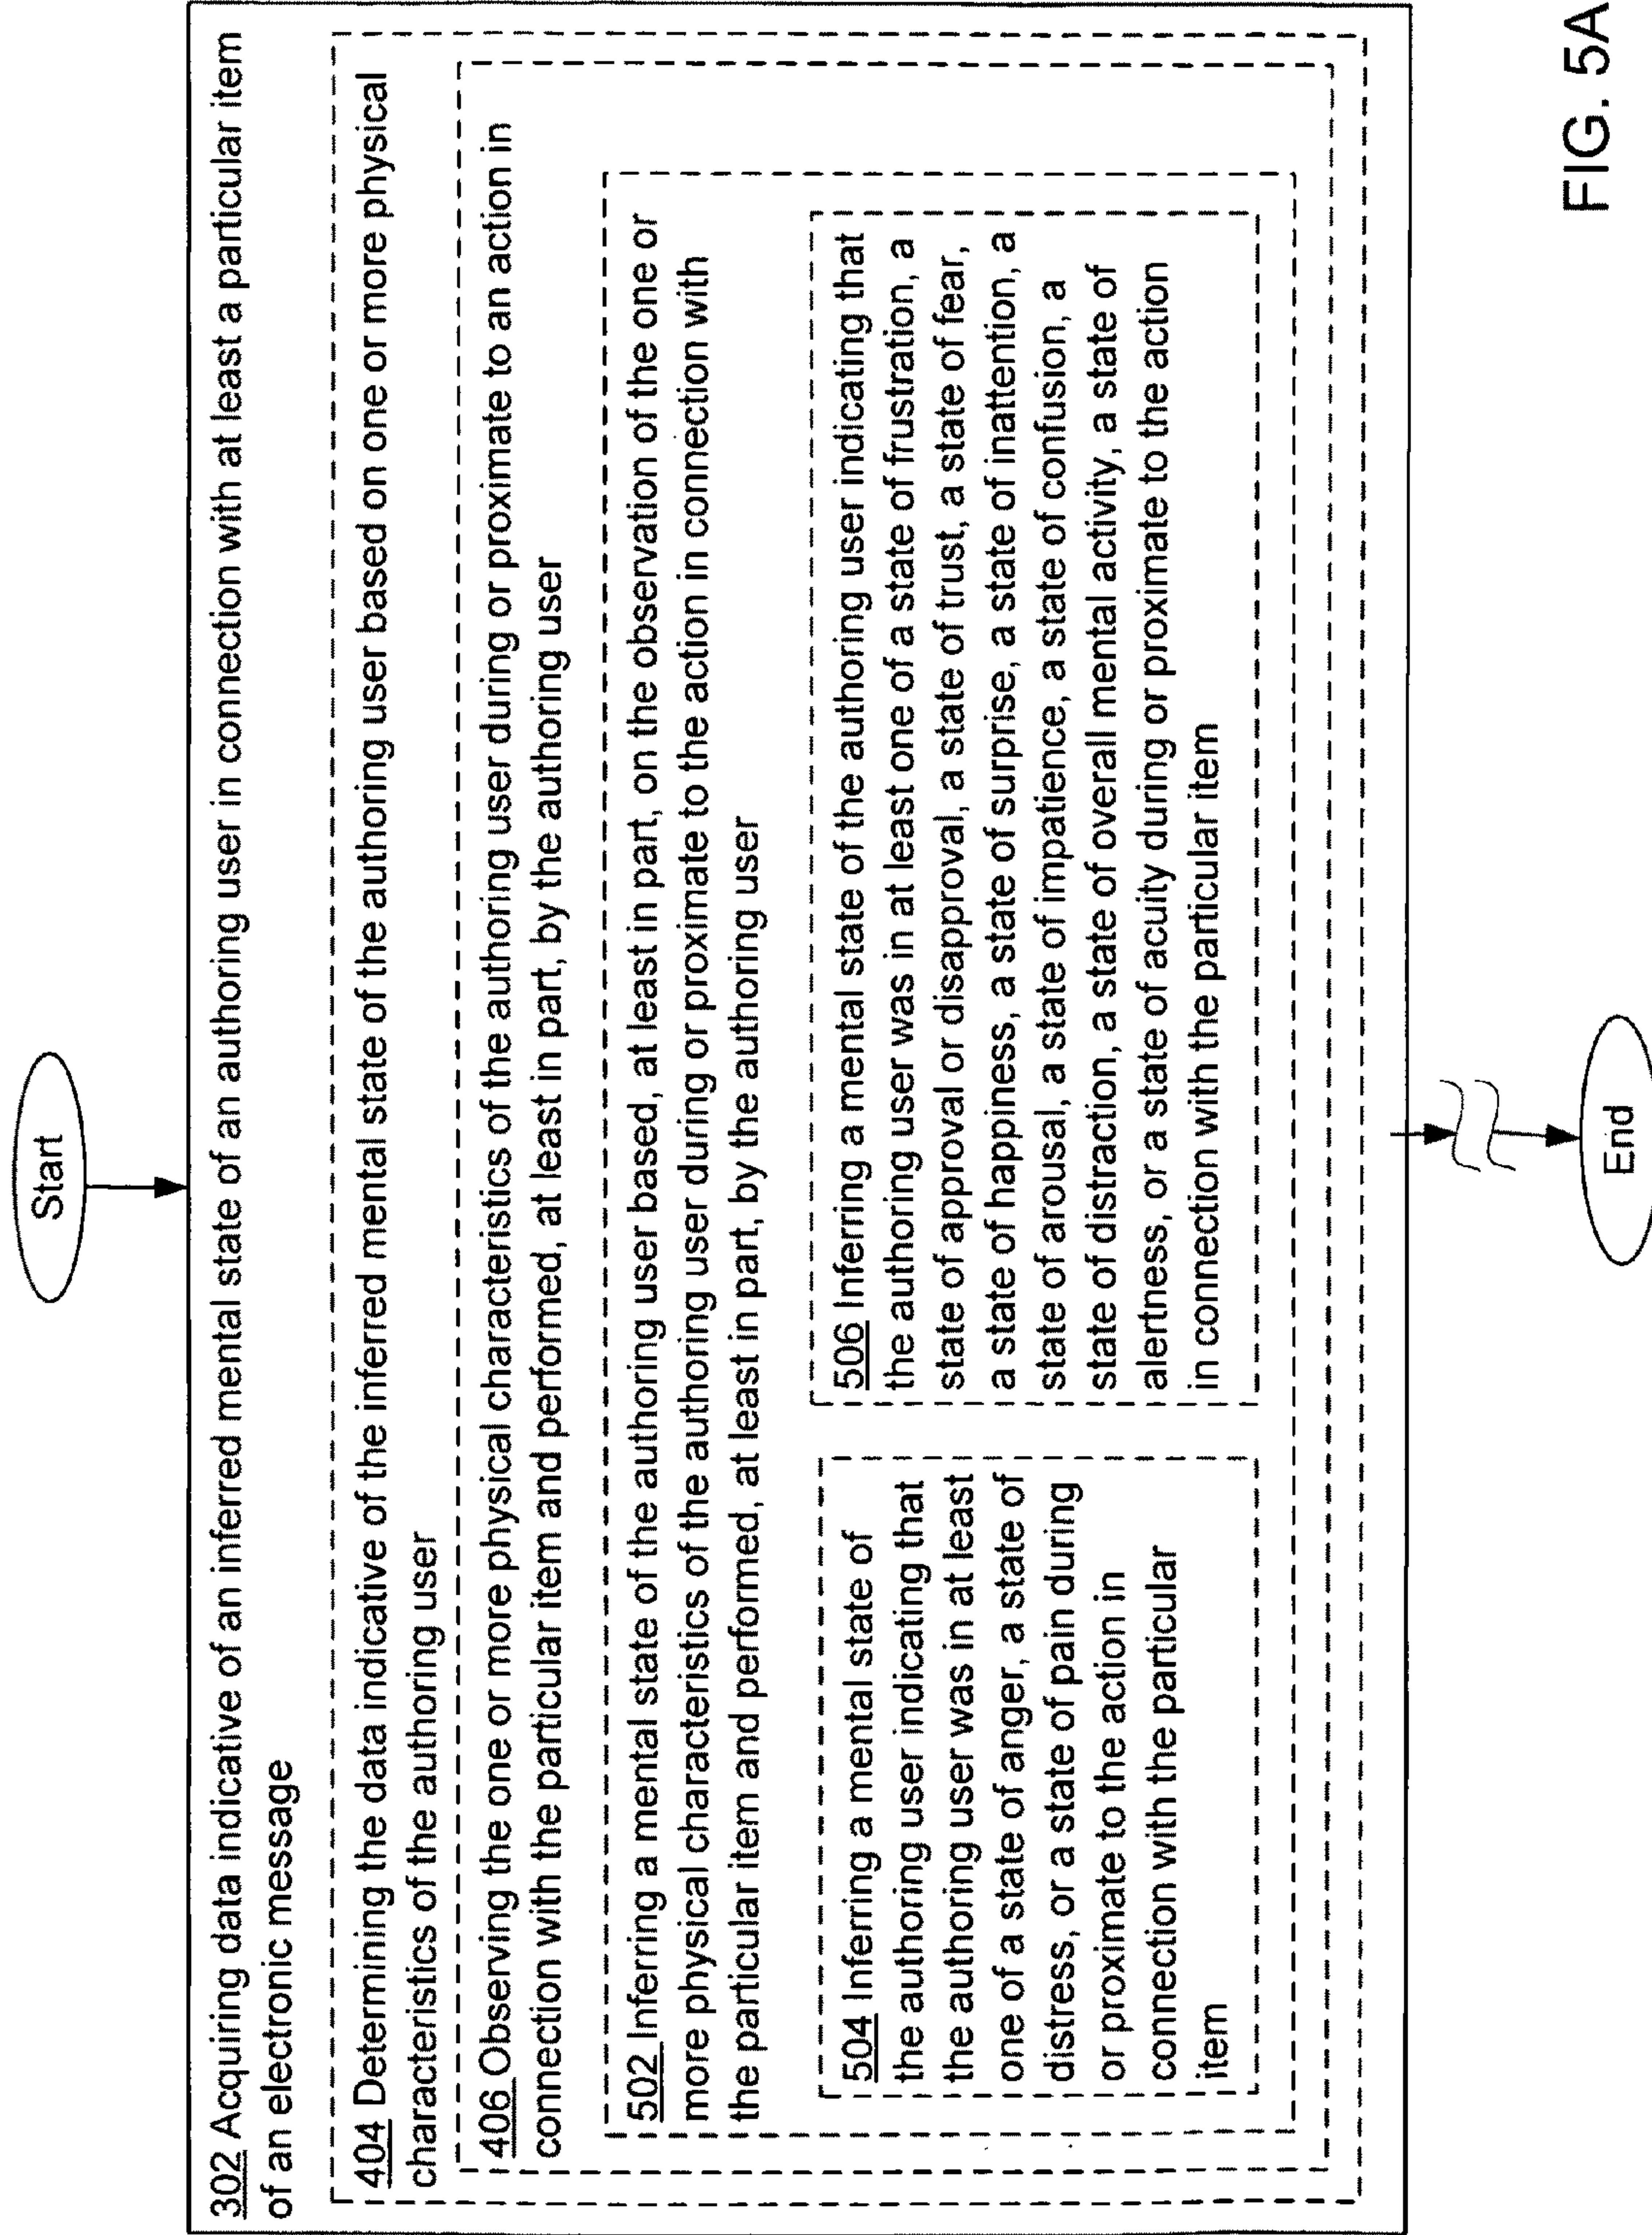 Start
302 Acquiring data indicative of an inferred mental state of an authoring user in connection with at least a particular item
of an electronic message
404 Determining the data indicative of the inferred mental state of the authoring user based on one or more physical
characteristics of the authoring user
406 Observing the one or more physical characteristics of the authoring user during or proximate to an action in
connection with the particular item and performed, at least in part, by the authoring user
502 Inferring a mental state of the authoring user based, at least in part, on the observation of the one or
more physical characteristics of the authoring user during or proximate to the action in connection with
the particular item and performed, at least in part, by the authoring user
504 Inferring a mental state of
the authoring user indicating that
the authoring user was in at least
one of a state of anger, a state of
distress, or a state of pain during
or proximate to the action in
connection with the particular
item
506 Inferring a mental state of the authoring user indicating that
the authoring user was in at least one of a state of frustration, a
state of approval or disapproval, a state of trust, a state of fear,
a state of happiness, a state of surprise, a state of inattention, a
state of arousal, a state of impatience, a state of confusion, a
state of distraction, a state of overall mental activity, a state of
alertness, or a state of acuity during or proximate to the action
in connection with the particular item
End
FIG. 5A